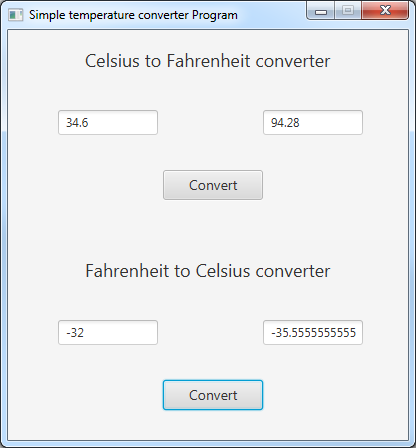 Simple temperature converter Program
Celsius to Fahrenheit converter
34.6 94.28
Convert
Fahrenheit to Celsius converter
-32 -35.5555555555
Convert